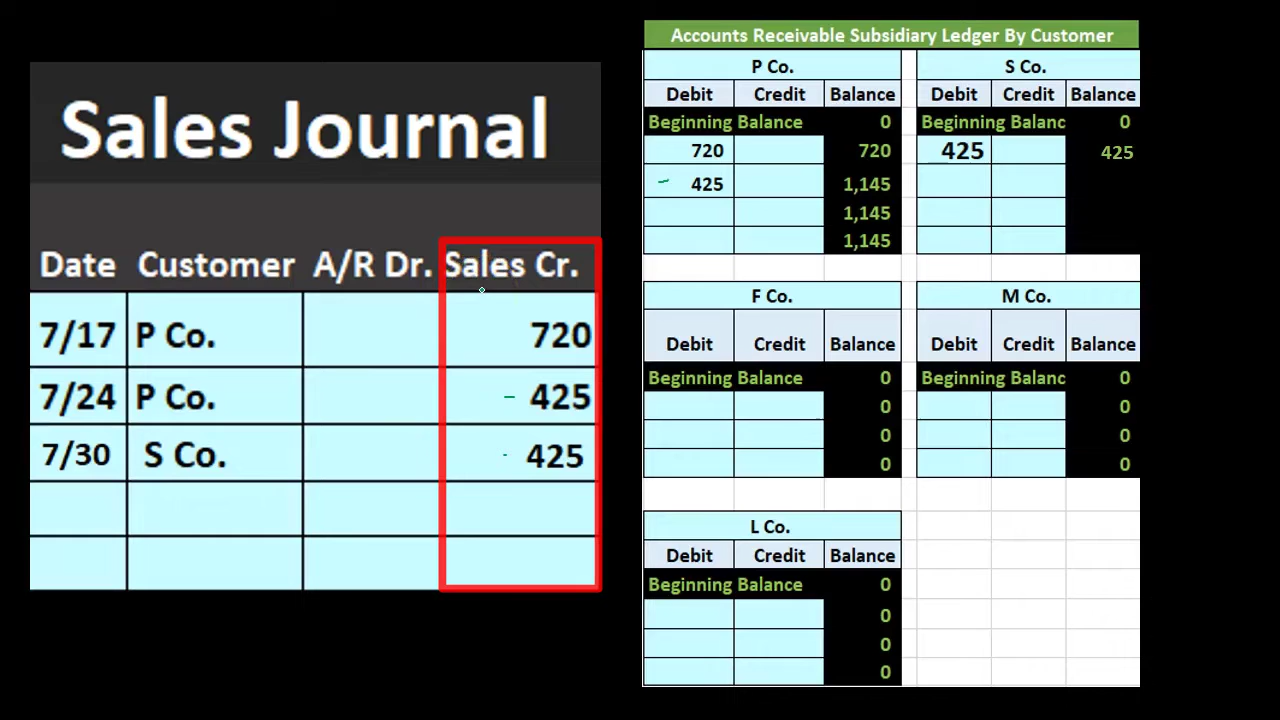 Sales Journal
Date Customer A/R Dr. Sales Cr.
7/17 P Co. 720
7/24 P Co. 425
7/30 S Co. 425
Accounts Receivable Subsidiary Ledger By Customer
P Co.
Debit Credit Balance
Beginning Balance 0
720 720
425 1,145
1,145
1,145
S Co.
Debit Credit Balance
Beginning Balanc 0
425 425
F Co.
Debit Credit Balance
Beginning Balance 0
0
0
0
M Co.
Debit Credit Balance
Beginning Balanc 0
0
0
0
L Co.
Debit Credit Balance
Beginning Balance 0
0
0
0